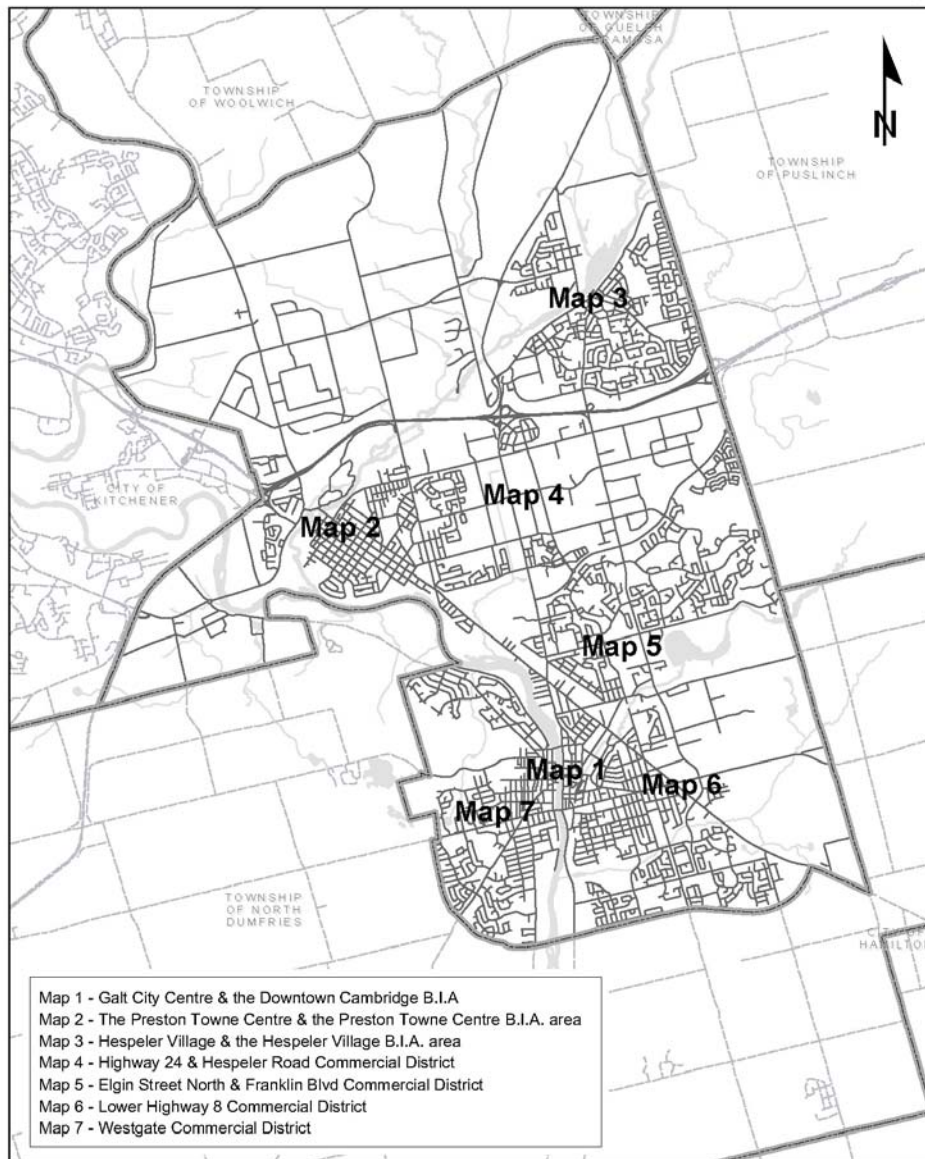 TOWNSHIP
OF GUELPH
ERAMOSA
TOWNSHIP
OF WOOLWICH
N
TOWNSHIP
OF PUSLINCH
Map 3
CITY OF
KITCHENER
Map 4
Map 2
Map 5
Map 1
Map 6
Map 7
TOWNSHIP
OF NORTH
DUMFRIES
CITY OF
HAMILTON
Map 1 - Galt City Centre & the Downtown Cambridge B.I.A
Map 2 - The Preston Towne Centre & the Preston Towne Centre B.I.A. area
Map 3 - Hespeler Village & the Hespeler Village B.I.A. area
Map 4 - Highway 24 & Hespeler Road Commercial District
Map 5 - Elgin Street North & Franklin Blvd Commercial District
Map 6 - Lower Highway 8 Commercial District
Map 7 - Westgate Commercial District